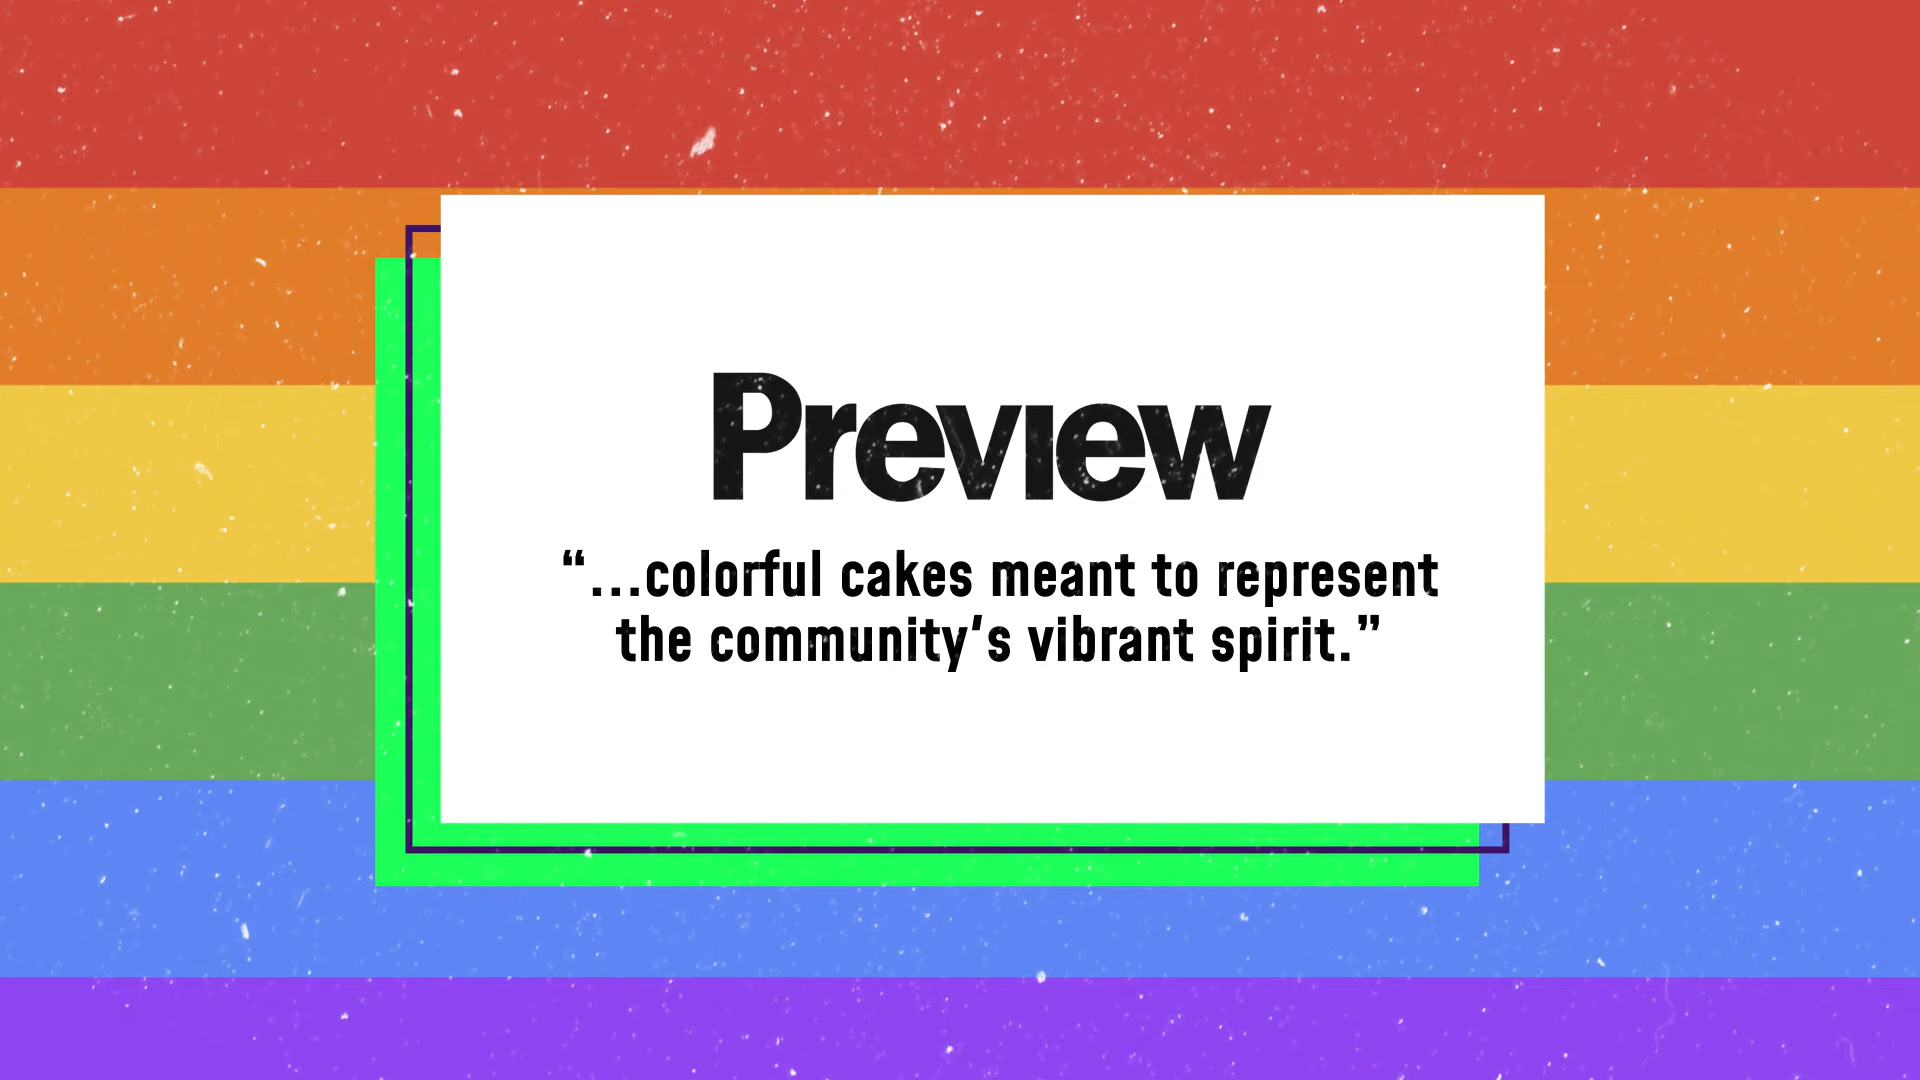 Preview
“...colorful cakes meant to represent
the community's vibrant spirit.”